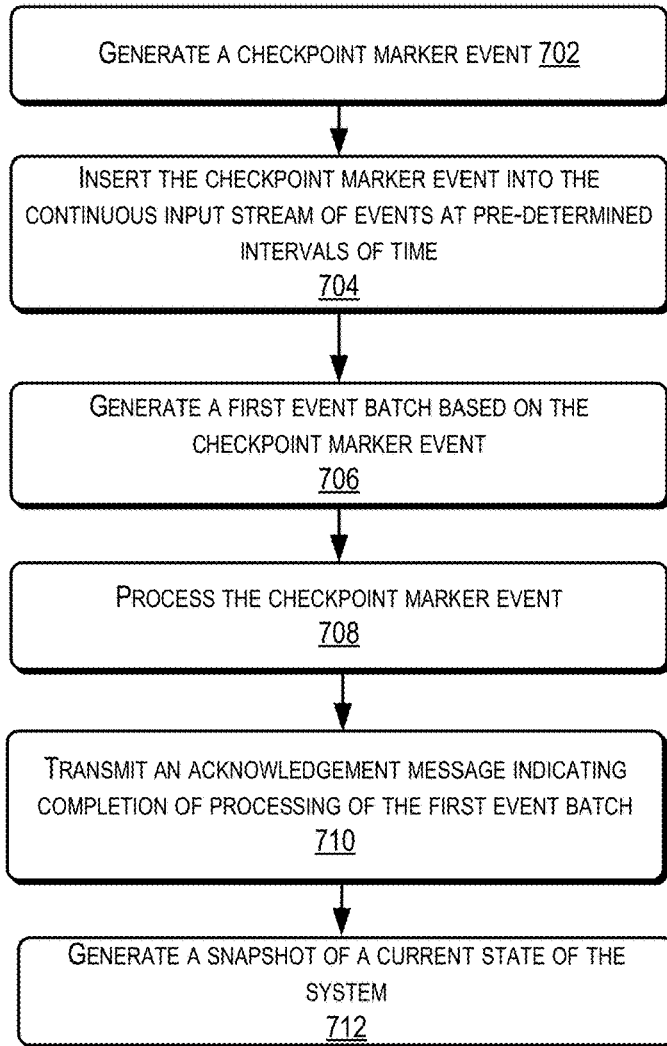 GENERATE A CHECKPOINT MARKER EVENT 702
INSERT THE CHECKPOINT MARKER EVENT INTO THE
CONTINUOUS INPUT STREAM OF EVENTS AT PRE-DETERMINED
INTERVALS OF TIME
704
GENERATE A FIRST EVENT BATCH BASED ON THE
CHECKPOINT MARKER EVENT
706
PROCESS THE CHECKPOINT MARKER EVENT
708
TRANSMIT AN ACKNOWLEDGEMENT MESSAGE INDICATING
COMPLETION OF PROCESSING OF THE FIRST EVENT BATCH
710
GENERATE A SNAPSHOT OF A CURRENT STATE OF THE
SYSTEM
712